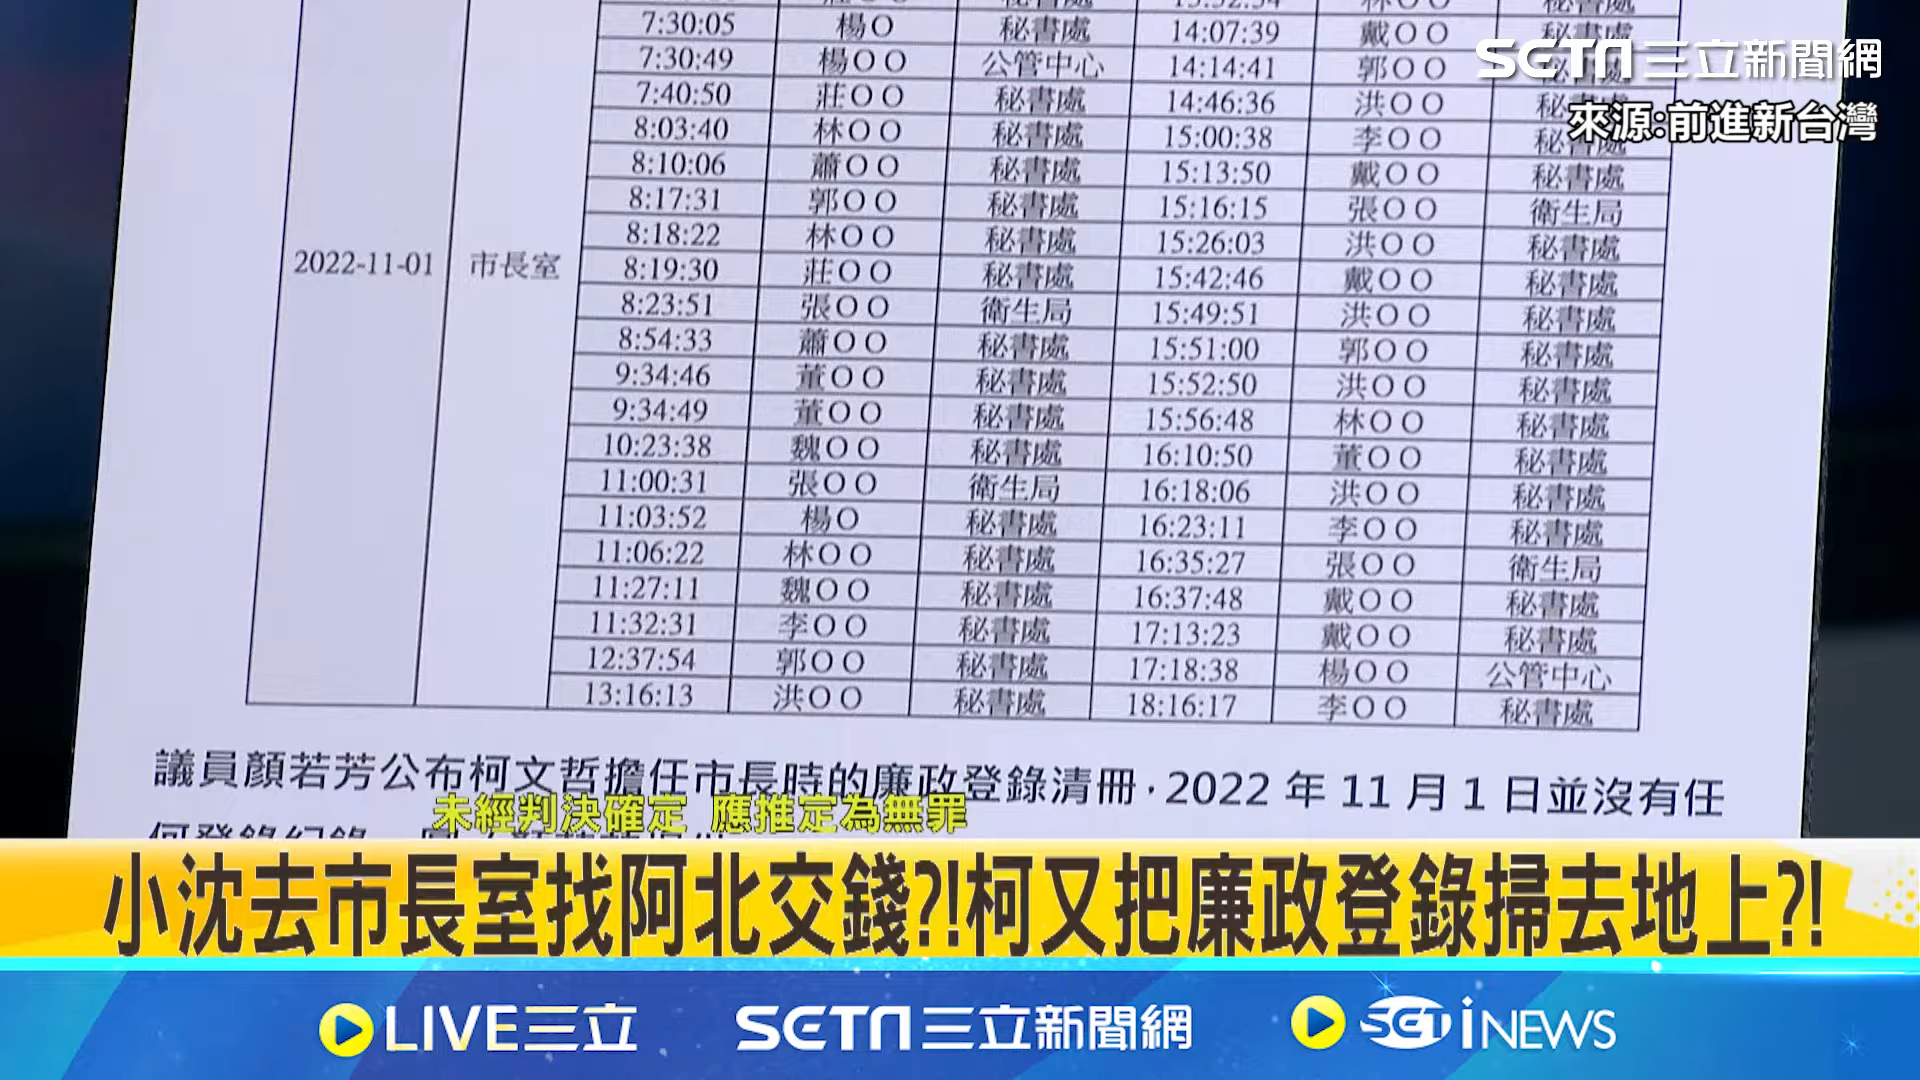 SETN三立新聞網
來源:前進新台灣
7:30:05 楊O 秘書處 14:07:39 戴OO 秘書處
7:30:49 楊OO 公管中心 14:14:41 郭OO
7:40:50 莊OO 秘書處 14:46:36 洪OO
8:03:40 林OO 秘書處 15:00:38 李OO 秘書處
8:10:06 蕭OO 秘書處 15:13:50 戴OO 秘書處
8:17:31 郭OO 秘書處 15:16:15 張OO 衛生局
8:18:22 林OO 秘書處 15:26:03 洪OO 秘書處
2022-11-01 市長室 8:19:30 莊OO 秘書處 15:42:46 戴OO 秘書處
8:23:51 張OO 衛生局 15:49:51 洪OO 秘書處
8:54:33 蕭OO 秘書處 15:51:00 郭OO 秘書處
9:34:46 董OO 秘書處 15:52:50 洪OO 秘書處
9:34:49 董OO 秘書處 15:56:48 林OO 秘書處
10:23:38 魏OO 秘書處 16:10:50 董OO 秘書處
11:00:31 張OO 衛生局 16:18:06 洪OO 秘書處
11:03:52 楊O 秘書處 16:23:11 李OO 秘書處
11:06:22 林OO 秘書處 16:35:27 張OO 衛生局
11:27:11 魏OO 秘書處 16:37:48 戴OO 秘書處
11:32:31 李OO 秘書處 17:13:23 戴OO 秘書處
12:37:54 郭OO 秘書處 17:18:38 楊OO 公管中心
13:16:13 洪OO 秘書處 18:16:17 李OO 秘書處
議員顏若芳公布柯文哲擔任市長時的廉政登錄清冊,2022 年 11 月 1 日並沒有任
未經判決確定 應推定為無罪
小沈去市長室找阿北交錢?!柯又把廉政登錄掃去地上?!
LIVE三立 SETN三立新聞網 SETiNEWS